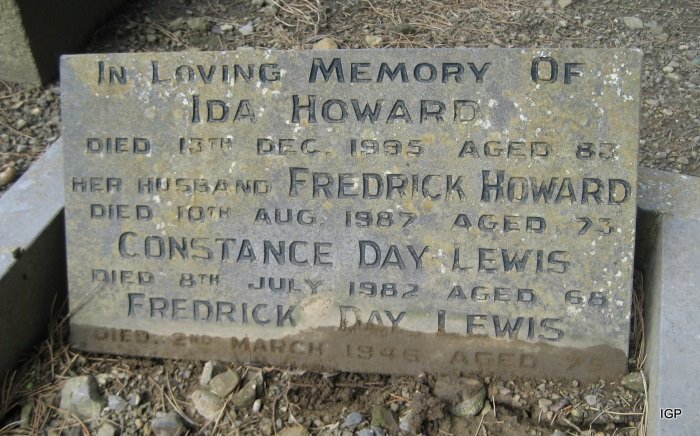 IN LOVING MEMORY OF
IDA HOWARD
DIED 13TH DEC. 1995 AGED 83
HER HUSBAND FREDRICK HOWARD
DIED 10TH AUG. 1987 AGED 73
CONSTANCE DAY LEWIS
DIED 8TH JULY 1982 AGED 68
FREDRICK DAY LEWIS
DIED 2ND MARCH 1946 AGED
IGP